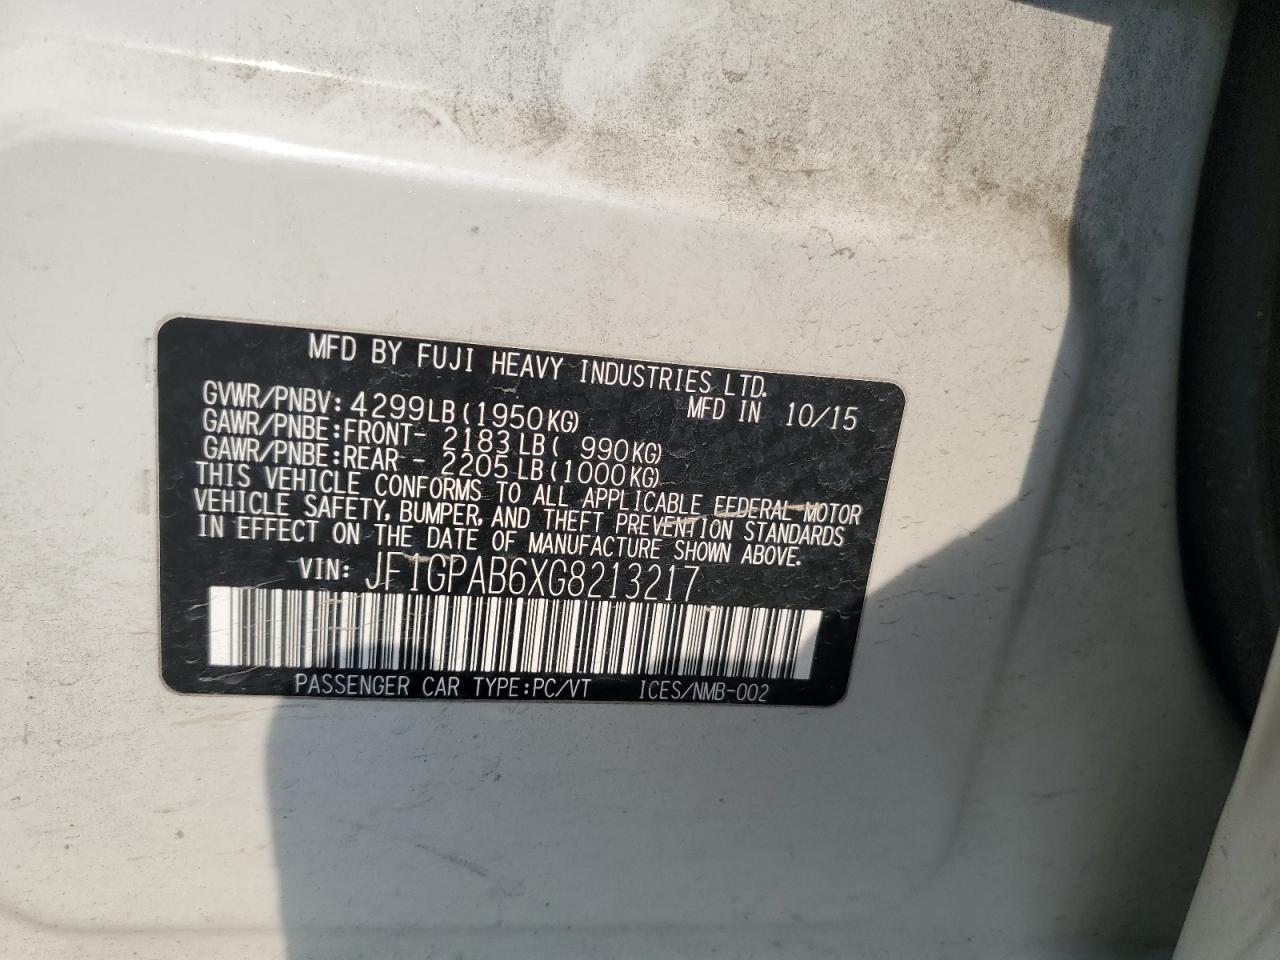 MFD BY FUJI HEAVY INDUSTRIES LTD.
GVWR/PNBV: 4299LB(1950KG) MFD IN 10/15
GAWR/PNBE:FRONT- 2183LB( 990KG)
GAWR/PNBE:REAR - 2205LB(1000KG)
THIS VEHICLE CONFORMS TO ALL APPLICABLE FEDERAL MOTOR
VEHICLE SAFETY, BUMPER, AND THEFT PREVENTION STANDARDS
IN EFFECT ON THE DATE OF MANUFACTURE SHOWN ABOVE.
VIN: JF1GPAB6XG8213217
PASSENGER CAR TYPE:PC/VT ICES/NMB-002